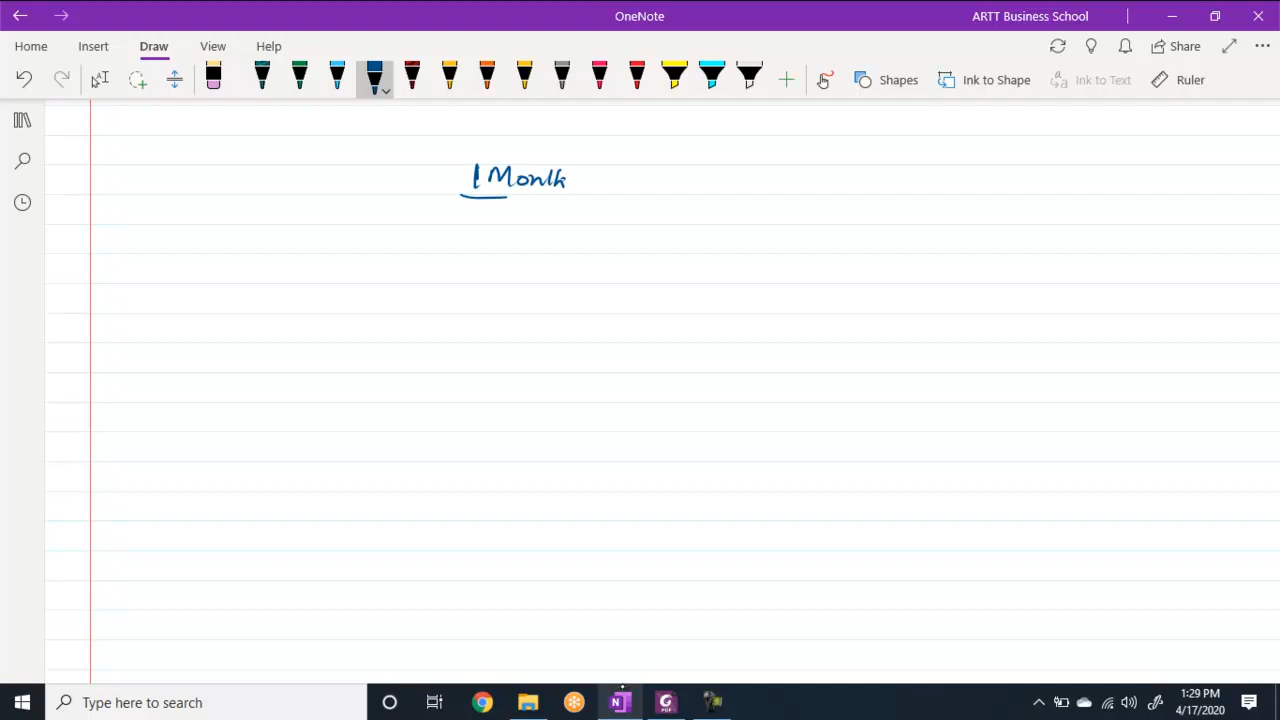 OneNote
ARTT Business School
Home Insert Draw View Help Share
Shapes Ink to Shape Ink to Text Ruler
1 Month
Type here to search
1:29 PM
4/17/2020